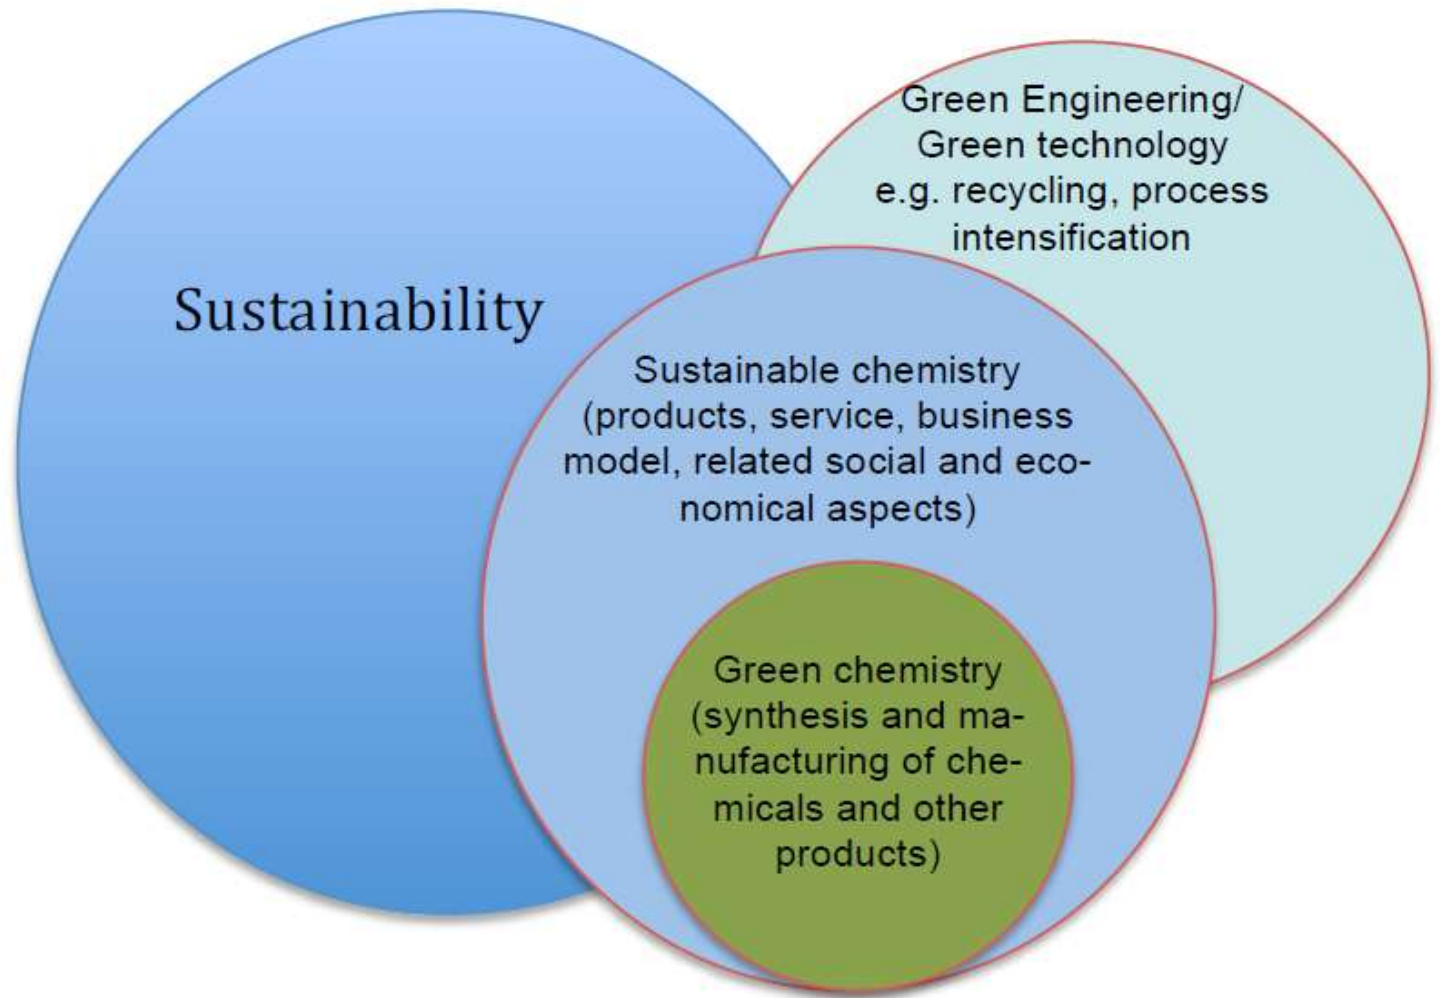 Green Engineering/
Green technology
e.g. recycling, process
intensification
Sustainability
Sustainable chemistry
(products, service, business
model, related social and eco-
nomical aspects)
Green chemistry
(synthesis and ma-
nufacturing of che-
micals and other
products)